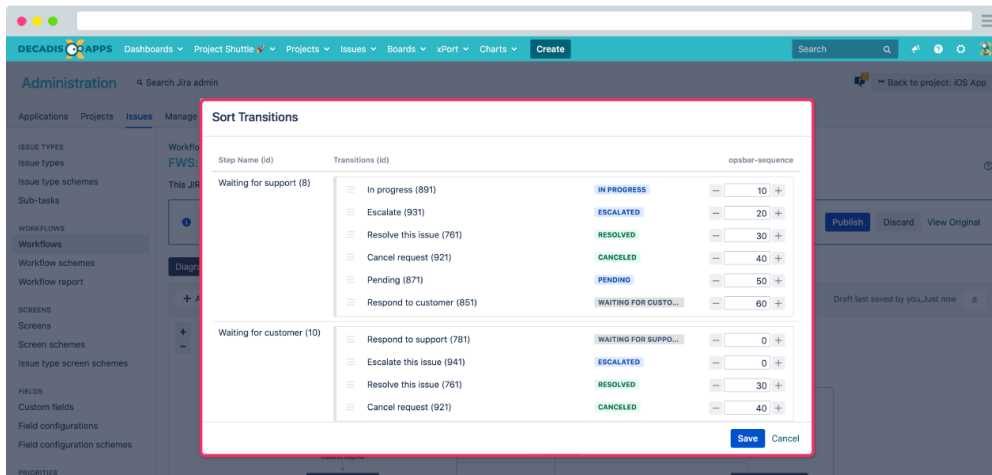 DECADIS APPS Dashboards Project Shuttle 🚀 Projects Issues Boards xPort Charts Create Search
Administration Search Jira admin Back to project: iOS App
Applications Projects Issues Manage
Sort Transitions
ISSUE TYPES
Issue types
Issue type schemes
Sub-tasks
WORKFLOWS
Workflows
Workflow schemes
Workflow report
SCREENS
Screens
Screen schemes
Issue type screen schemes
FIELDS
Custom fields
Field configurations
Field configuration schemes
PRIORITIES
Workflo
FWS:
This JIR
Diagra
+ A
Step Name (id) Transitions (id) opsbar-sequence
Waiting for support (8) In progress (891) IN PROGRESS − 10 +
Escalate (931) ESCALATED − 20 +
Resolve this issue (761) RESOLVED − 30 +
Cancel request (921) CANCELED − 40 +
Pending (871) PENDING − 50 +
Respond to customer (851) WAITING FOR CUSTO... − 60 +
Waiting for customer (10) Respond to support (781) WAITING FOR SUPPO... − 0 +
Escalate this issue (941) ESCALATED − 0 +
Resolve this issue (761) RESOLVED − 30 +
Cancel request (921) CANCELED − 40 +
Save Cancel
Publish Discard View Original
Draft last saved by you,Just now